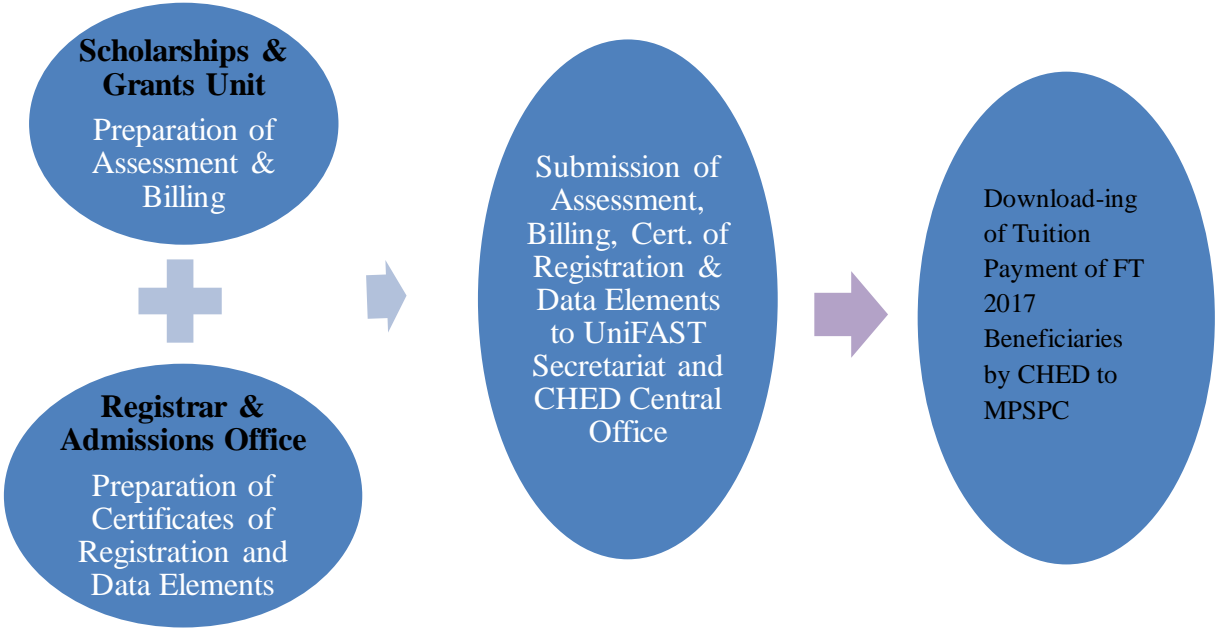 Scholarships &
Grants Unit
Preparation of
Assessment &
Billing
Registrar &
Admissions Office
Preparation of
Certificates of
Registration and
Data Elements
Submission of
Assessment,
Billing, Cert. of
Registration &
Data Elements
to UniFAST
Secretariat and
CHED Central
Office
Download-ing
of Tuition
Payment of FT
2017
Beneficiaries
by CHED to
MPSPC